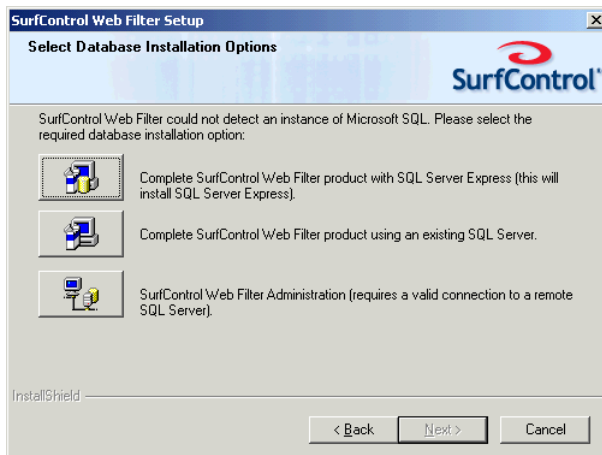 SurfControl Web Filter Setup
Select Database Installation Options
SurfControl
SurfControl Web Filter could not detect an instance of Microsoft SQL. Please select the
required database installation option:
Complete SurfControl Web Filter product with SQL Server Express (this will
install SQL Server Express).
Complete SurfControl Web Filter product using an existing SQL Server.
SurfControl Web Filter Administration (requires a valid connection to a remote
SQL Server).
InstallShield
< Back
Next >
Cancel